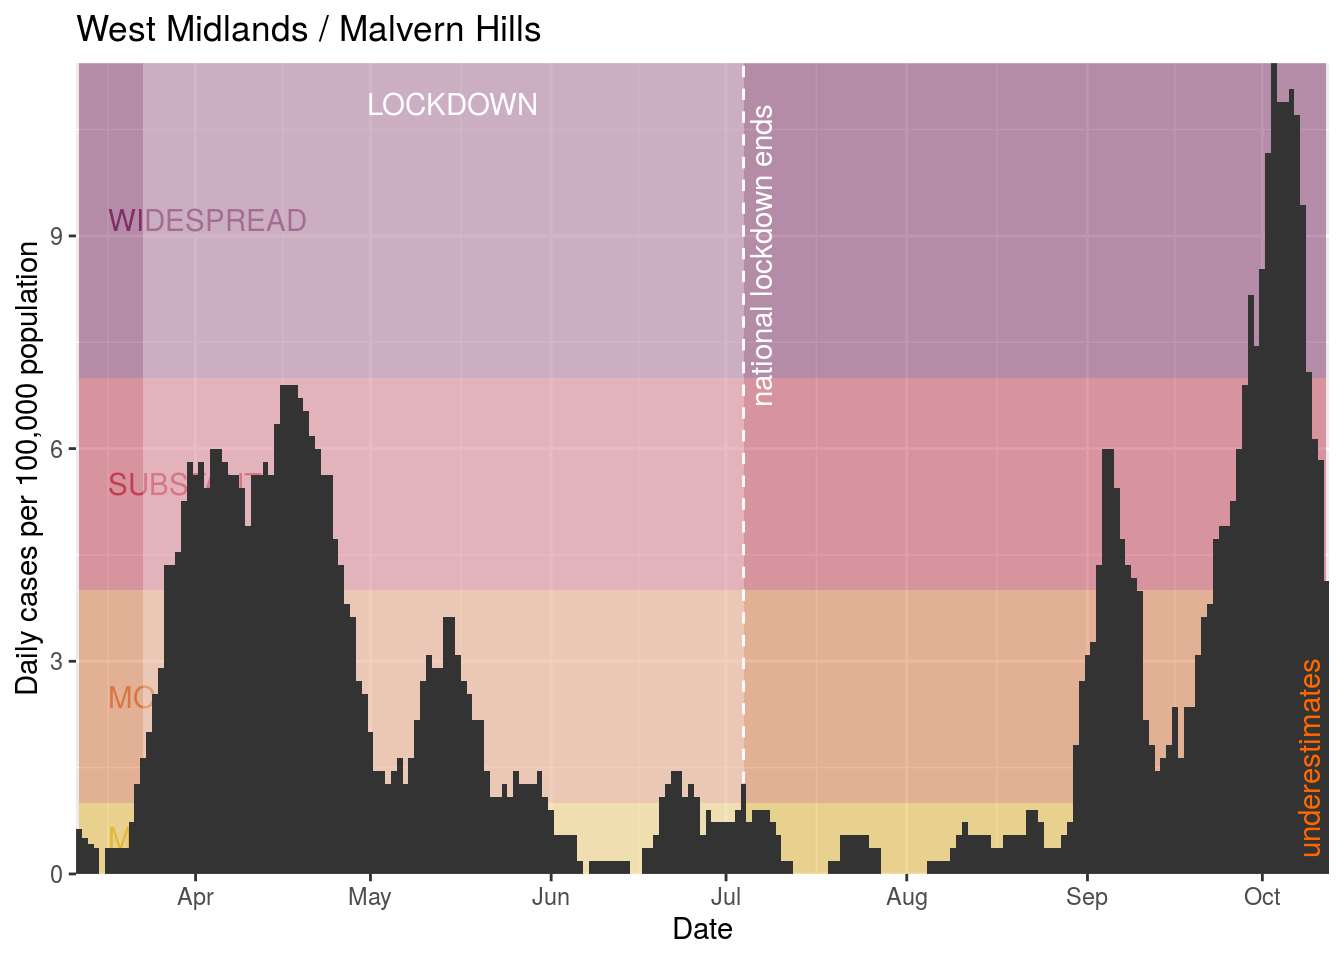 West Midlands / Malvern Hills
LOCKDOWN
national lockdown ends
WIDESPREAD
Daily cases per 100,000 population
9
6
3
0
underestimates
Apr May Jun Jul Aug Sep Oct
Date